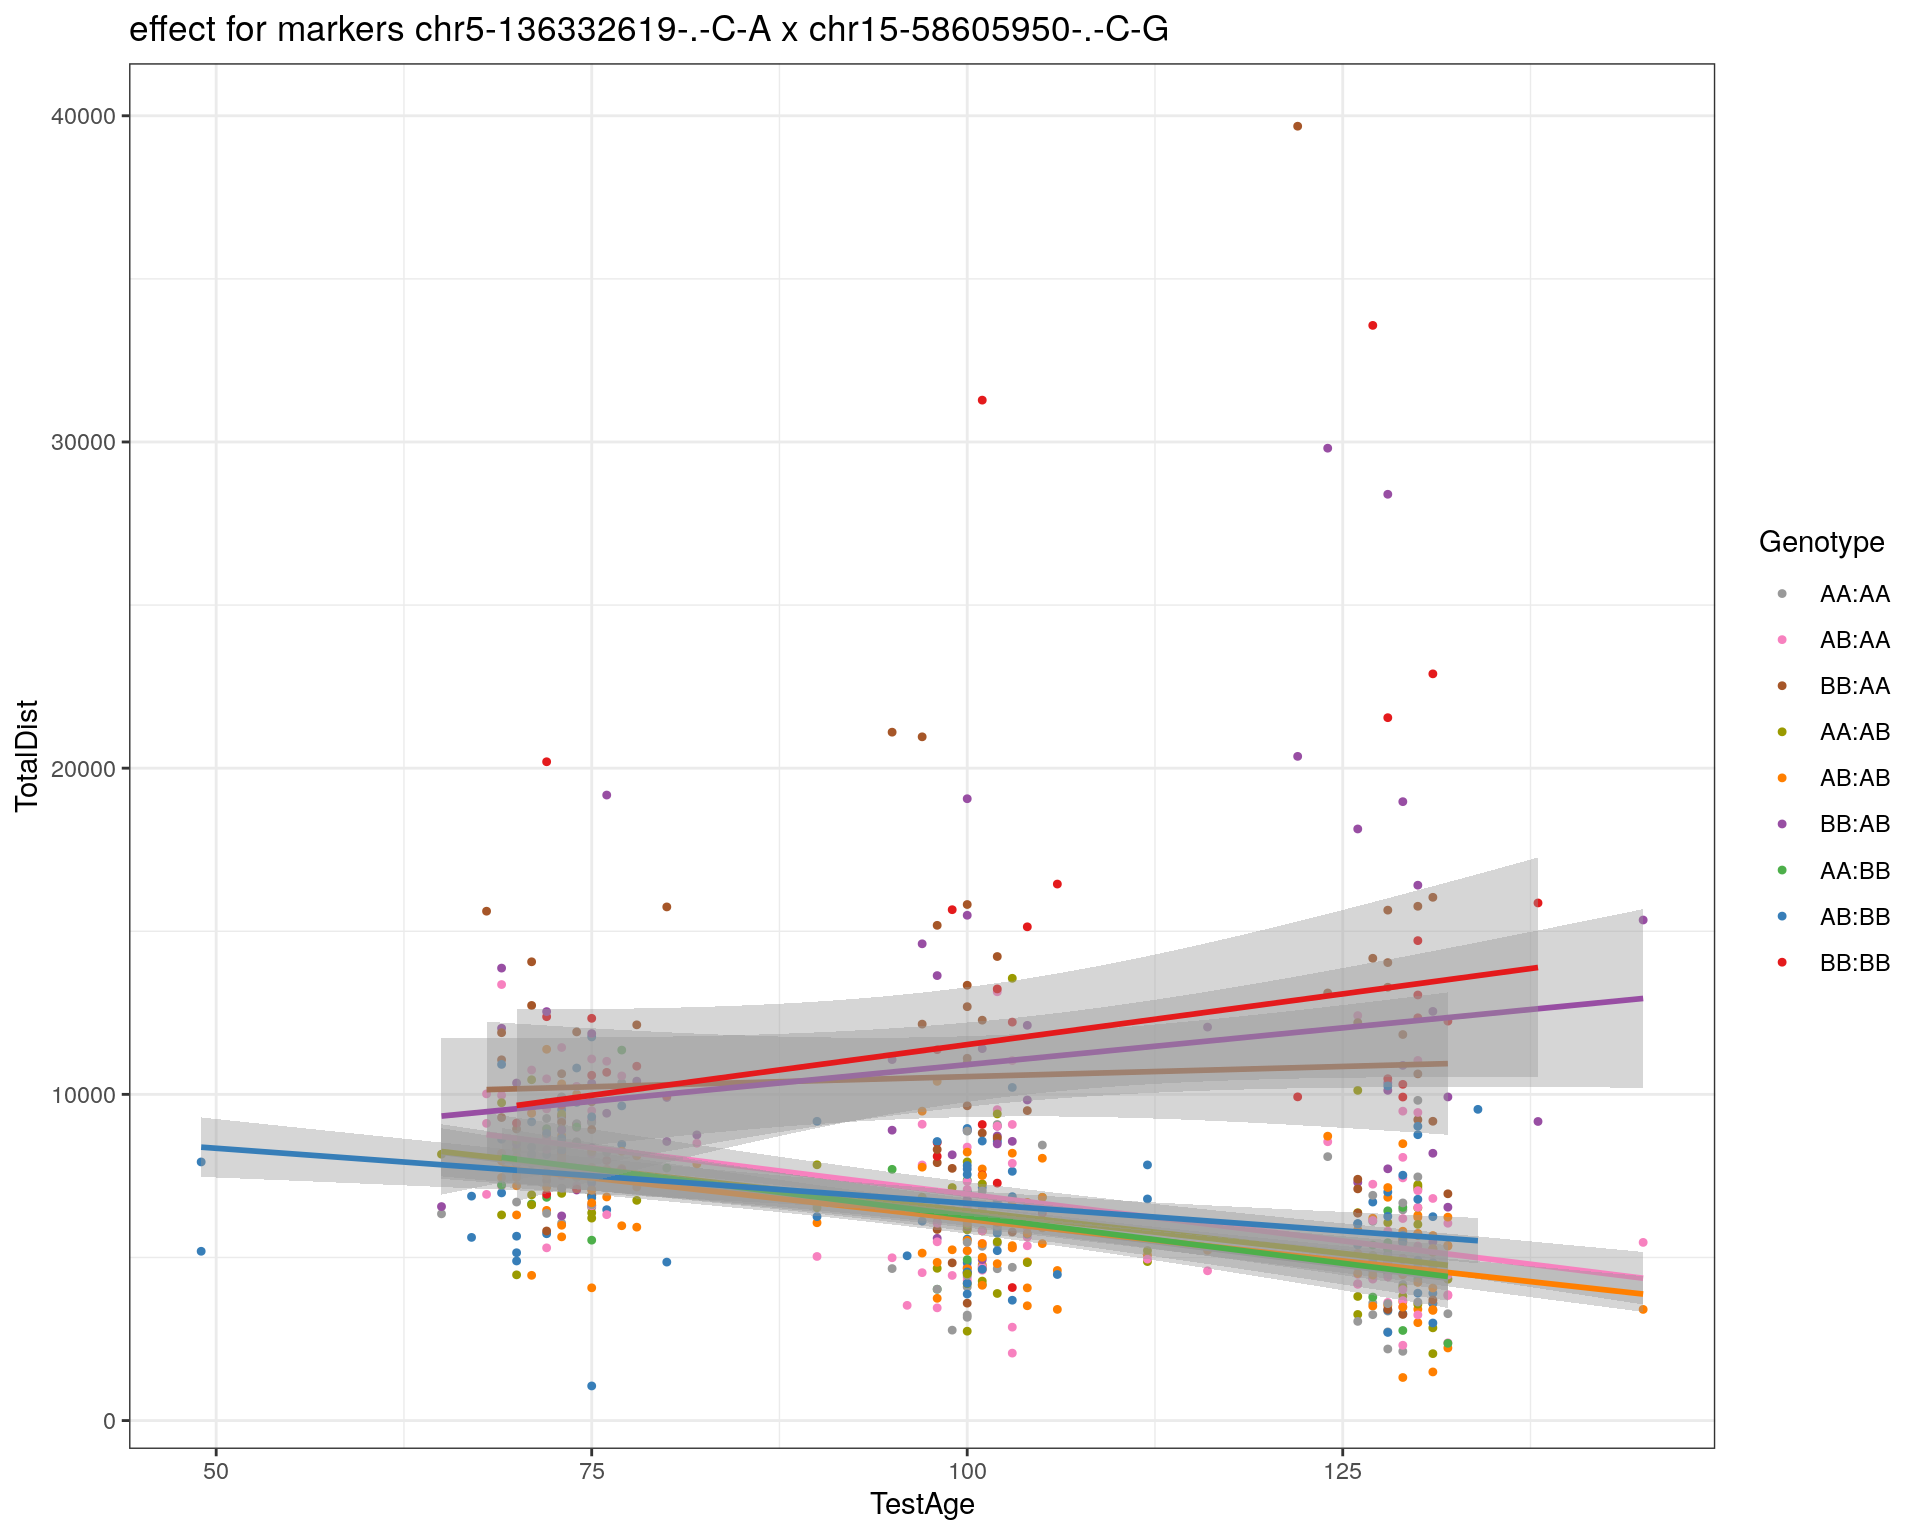 effect for markers chr5-136332619-.-C-A x chr15-58605950-.-C-G
40000
30000
20000
10000
0
TotalDist
50
75
100
125
TestAge
Genotype
AA:AA
AB:AA
BB:AA
AA:AB
AB:AB
BB:AB
AA:BB
AB:BB
BB:BB